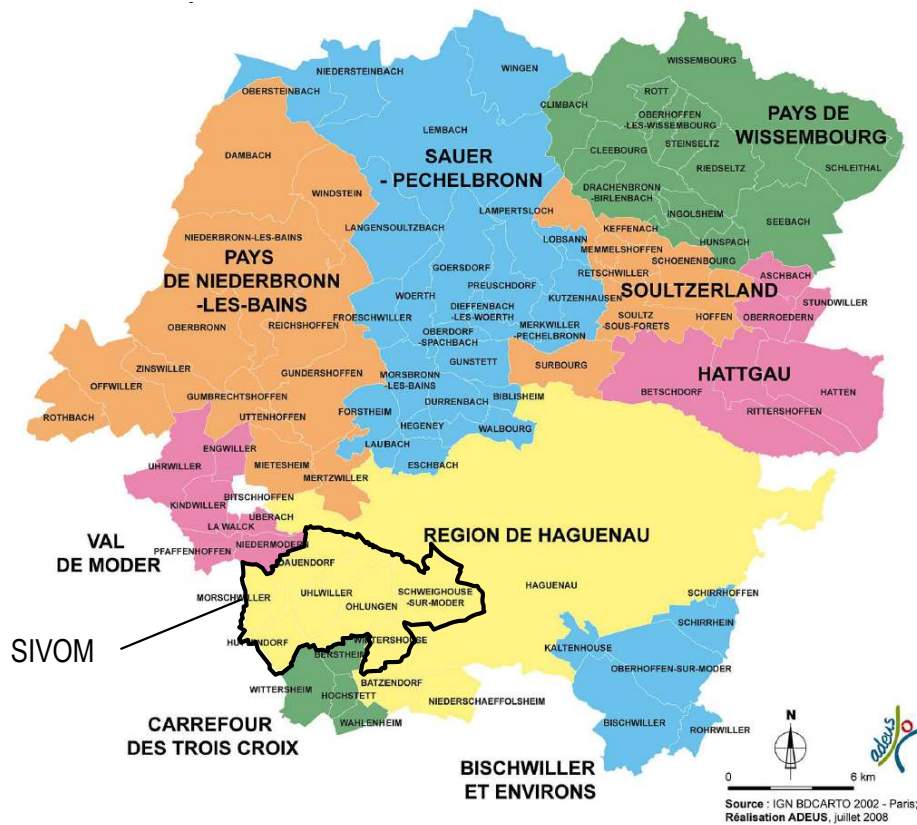 NIEDERSTEINBACH
WINGEN
OBERSTEINBACH
WISSEMBOURG
CLIMBACH
ROTT
OBERHOFFEN
-LES-WISSEMBOURG
PAYS DE
WISSEMBOURG
STEINSELTZ
CLEEBOURG
RIEDSELTZ
SCHLEITHAL
LEMBACH
SAUER
- PECHELBRONN
DAMBACH
WINDSTEIN
DRACHENBRONN
-BIRLENBACH
INGOLSHEIM
SEEBACH
HUNSPACH
LAMPERTSLOCH
LANGENSOULTZBACH
LOBSANN
KEFFENACH
MEMMELSHOFFEN
SCHOENENBOURG
RETSCHWILLER
ASCHBACH
NIEDERBRONN-LES-BAINS
PAYS
DE NIEDERBRONN
-LES-BAINS
GOERSDORF
PREUSCHDORF
WOERTH
DIEFFENBACH
-LES-WOERTH
KUTZENHAUSEN
SOULTZERLAND
STUNDWILLER
OBERROEDERN
HOFFEN
SOULTZ
-SOUS-FORETS
OBERBRONN
REICHSHOFFEN
FROESCHWILLER
OBERDORF
-SPACHBACH
MERKWILLER
-PECHELBRONN
GUNSTETT
SURBOURG
HATTGAU
BETSCHDORF
HATTEN
RITTERSHOFFEN
ZINSWILLER
OFFWILLER
GUNDERSHOFFEN
MORSBRONN
-LES-BAINS
DURRENBACH
BIBLISHEIM
ROTHBACH
GUMBRECHTSHOFFEN
UTTENHOFFEN
FORSTHEIM
HEGENEY
WALBOURG
LAUBACH
ESCHBACH
ENGWILLER
UHRWILLER
MIETESHEIM
MERTZWILLER
BITSCHHOFFEN
KINDWILLER
UBERACH
LA WALCK
VAL
DE MODER
PFAFFENHOFFEN
NIEDERMODERN
REGION DE HAGUENAU
DAUENDORF
MORSCHWILLER
UHLWILLER
OHLUNGEN
SCHWEIGHOUSE
-SUR-MODER
HAGUENAU
SCHIRRHOFFEN
SCHIRRHEIN
SIVOM
WINTERSHOUSE
BERSTHEIM
KALTENHOUSE
OBERHOFFEN-SUR-MODER
WITTERSHEIM
BATZENDORF
HOCHSTETT
NIEDERSCHAEFFOLSHEIM
WAHLENHEIM
CARREFOUR
DES TROIS CROIX
BISCHWILLER
ROHRWILLER
BISCHWILLER
ET ENVIRONS
N
adeus
0 6 km
Source : IGN BDCARTO 2002 - Paris;
Réalisation ADEUS, juillet 2008